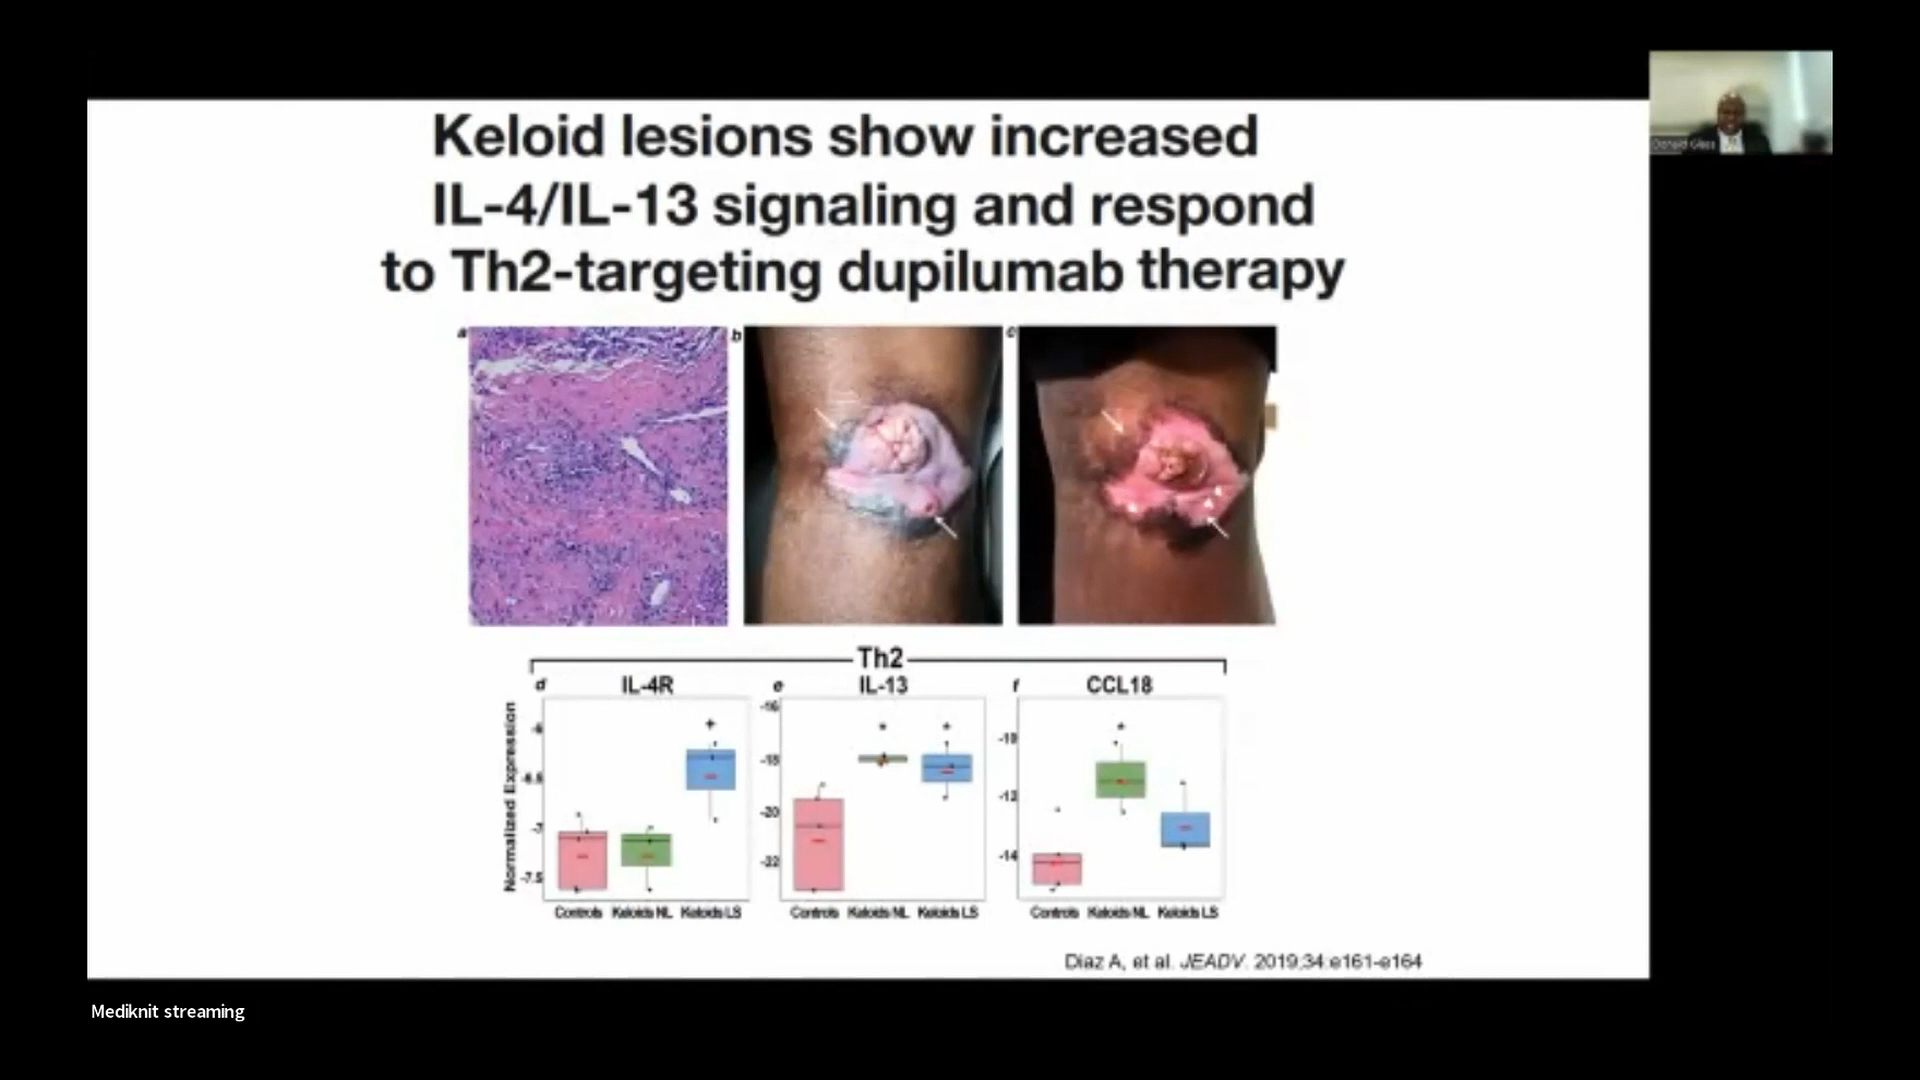 Keloid lesions show increased
IL-4/IL-13 signaling and respond
to Th2-targeting dupilumab therapy
a b c
Th2
d IL-4R e IL-13 f CCL18
Normalized Expression
-6
-6.5
-7
-7.5
-16
-18
-20
-22
-10
-12
-14
Controls Keloids NL Keloids LS Controls Keloids NL Keloids LS Controls Keloids NL Keloids LS
Diaz A, et al. JEADV. 2019;34:e161-e164
Donald Glass
Mediknit streaming